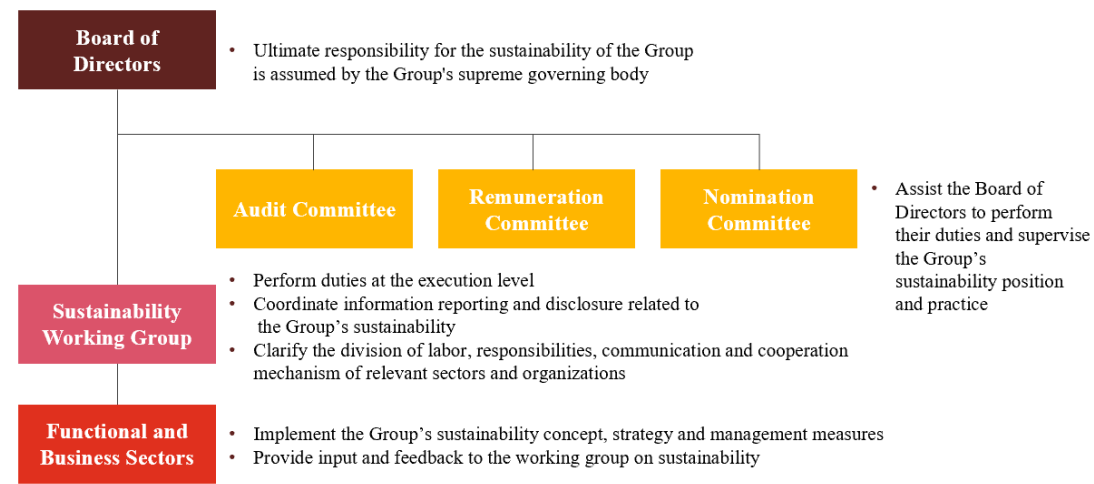 Board of
Directors
• Ultimate responsibility for the sustainability of the Group
is assumed by the Group's supreme governing body
Audit Committee
Remuneration
Committee
Nomination
Committee
• Assist the Board of
Directors to perform
their duties and supervise
the Group’s
sustainability position
and practice
Sustainability
Working Group
• Perform duties at the execution level
• Coordinate information reporting and disclosure related to
the Group’s sustainability
• Clarify the division of labor, responsibilities, communication and cooperation
mechanism of relevant sectors and organizations
Functional and
Business Sectors
• Implement the Group’s sustainability concept, strategy and management measures
• Provide input and feedback to the working group on sustainability